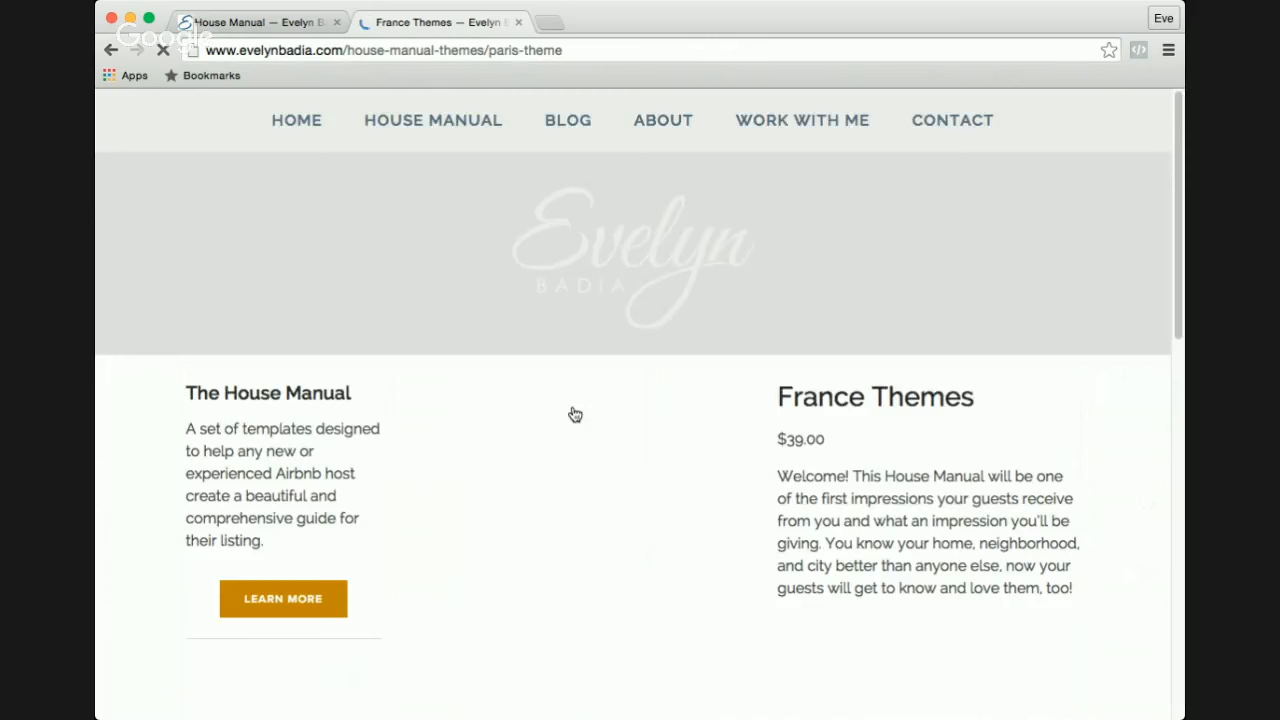 House Manual — Evelyn B
France Themes — Evelyn
Eve
Google
www.evelynbadia.com/house-manual-themes/paris-theme
Apps
Bookmarks
HOME
HOUSE MANUAL
BLOG
ABOUT
WORK WITH ME
CONTACT
Evelyn
BADIA
The House Manual
A set of templates designed
to help any new or
experienced Airbnb host
create a beautiful and
comprehensive guide for
their listing.
LEARN MORE
France Themes
$39.00
Welcome! This House Manual will be one
of the first impressions your guests receive
from you and what an impression you'll be
giving. You know your home, neighborhood,
and city better than anyone else, now your
guests will get to know and love them, too!